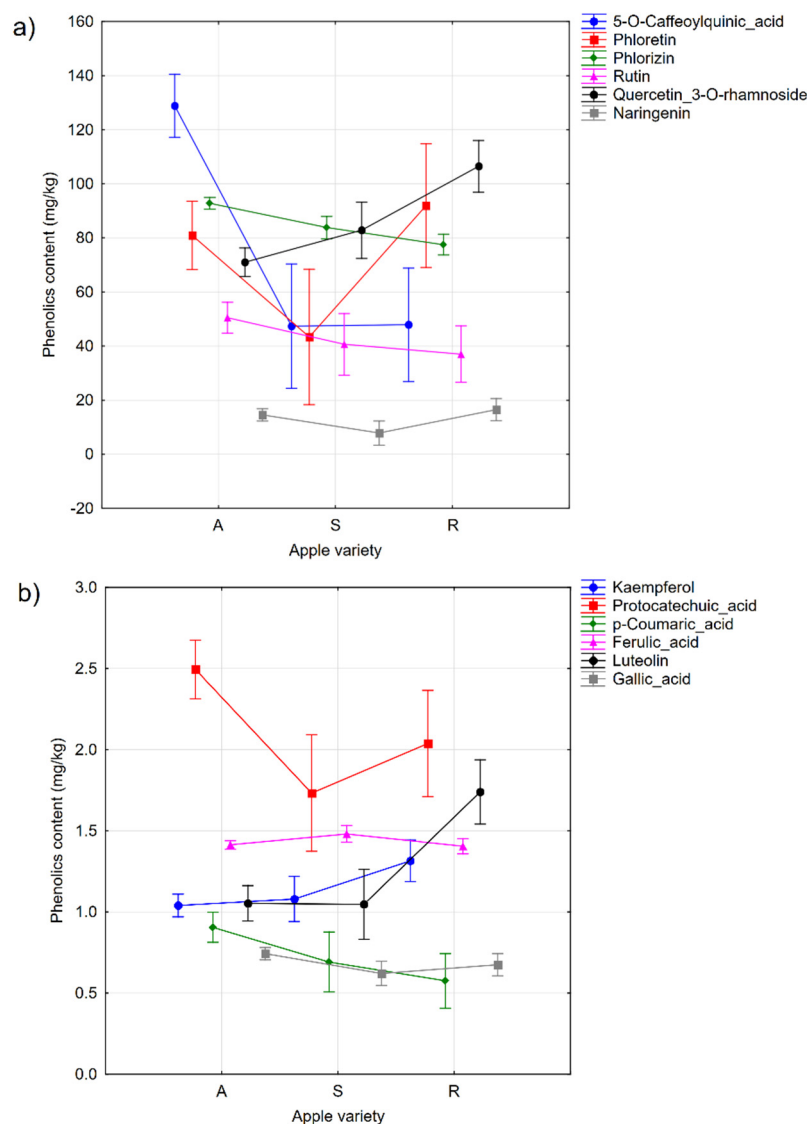 a)
160
140
120
100
80
60
40
20
0
-20
Phenolics content (mg/kg)
A
S
R
Apple variety
5-O-Caffeoylquinic_acid
Phloretin
Phlorizin
Rutin
Quercetin_3-O-rhamnoside
Naringenin
b)
3.0
2.5
2.0
1.5
1.0
0.5
0.0
Phenolics content (mg/kg)
A
S
R
Apple variety
Kaempferol
Protocatechuic_acid
p-Coumaric_acid
Ferulic_acid
Luteolin
Gallic_acid